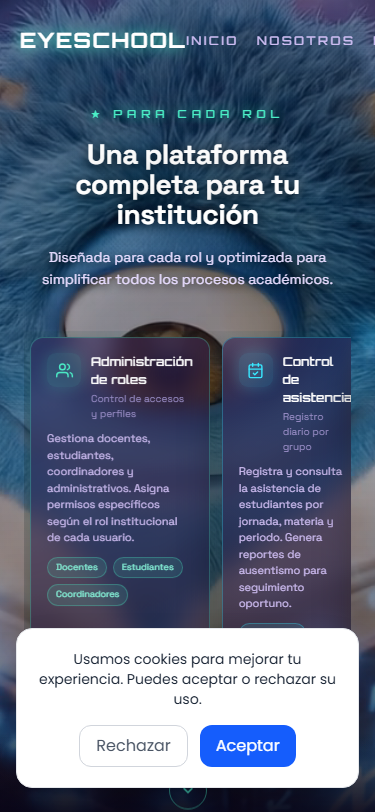 EYESCHOOL
INICIO NOSOTROS
★ PARA CADA ROL
Una plataforma
completa para tu
institución
Diseñada para cada rol y optimizada para
simplificar todos los procesos académicos.
Administración
de roles
Control de accesos
y perfiles
Gestiona docentes,
estudiantes,
coordinadores y
administrativos. Asigna
permisos específicos
según el rol institucional
de cada usuario.
Docentes Estudiantes
Coordinadores
Control
de
asistencia
Registro
diario por
grupo
Registra y consulta
la asistencia de
estudiantes por
jornada, materia y
periodo. Genera
reportes de
ausentismo para
seguimiento
oportuno.
Usamos cookies para mejorar tu
experiencia. Puedes aceptar o rechazar su
uso.
Rechazar Aceptar